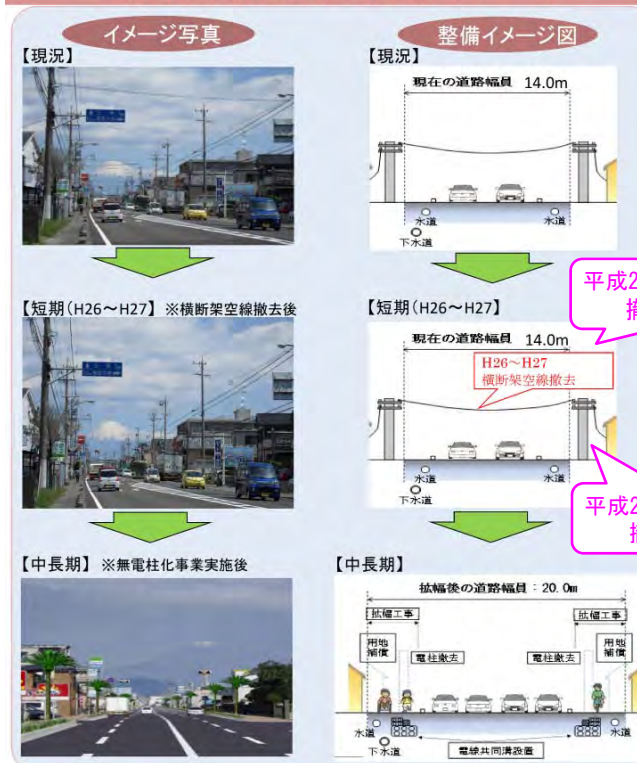 イメージ写真
整備イメージ図
【現況】
【現況】
現在の道路幅員 14.0m
水道
水道
下水道
【短期(H26～H27】 ※横断架空線撤去後
【短期(H26～H27)】
現在の道路幅員 14.0m
H26～H27
横断架空線撤去
水道
水道
下水道
平成2
平成2
【中長期】 ※無電柱化事業実施後
【中長期】
拡幅後の道路幅員：20.0m
拡幅工事
拡幅工事
用地
補償
用地
補償
電柱撤去
電柱撤去
水道
水道
下水道
電線共同溝設置